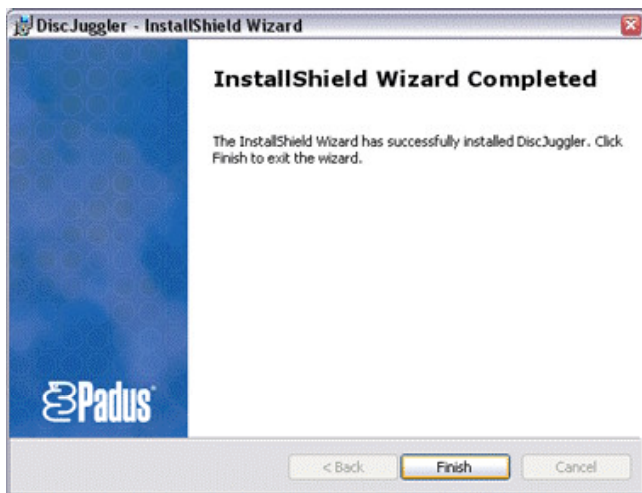 DiscJuggler - InstallShield Wizard
InstallShield Wizard Completed
The InstallShield Wizard has successfully installed DiscJuggler. Click
Finish to exit the wizard.
Padus
< Back
Finish
Cancel